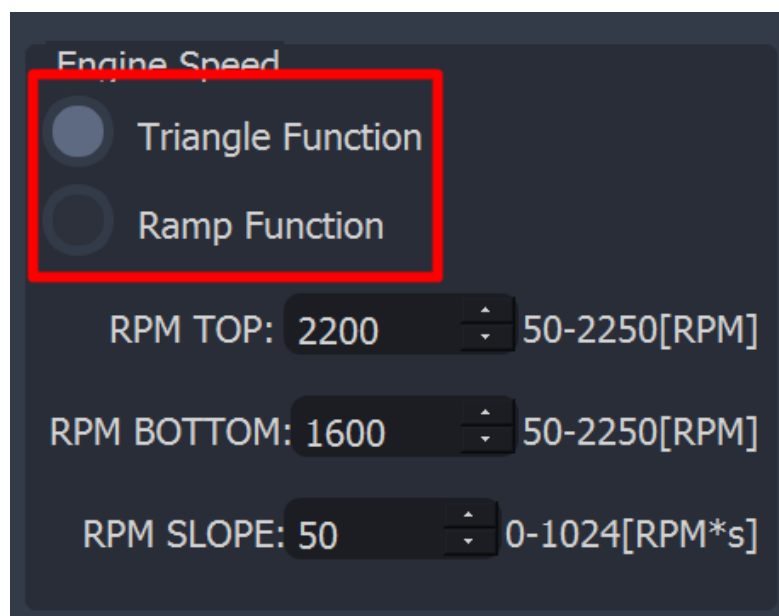 Engine Speed
Triangle Function
Ramp Function
RPM TOP: 2200 50-2250[RPM]
RPM BOTTOM: 1600 50-2250[RPM]
RPM SLOPE: 50 0-1024[RPM*s]